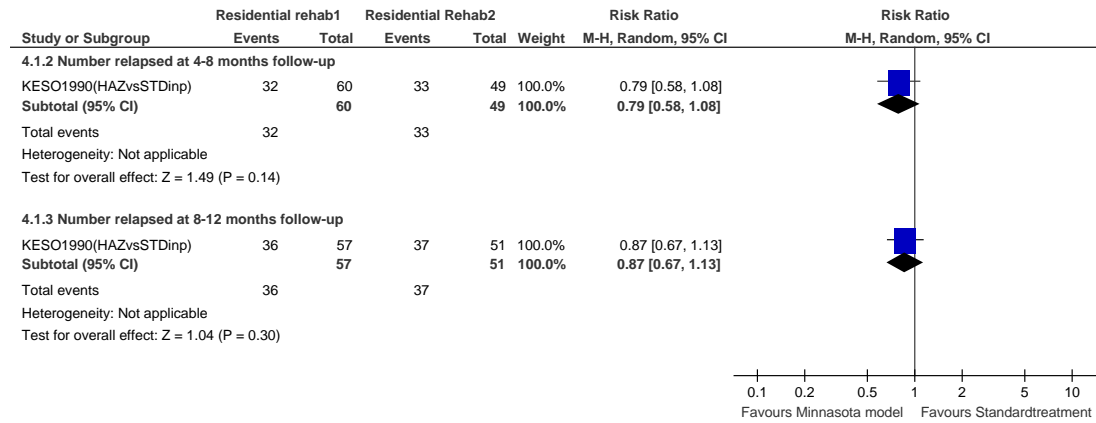 Residential rehab1 Residential Rehab2 Risk Ratio Risk Ratio
Study or Subgroup Events Total Events Total Weight M-H, Random, 95% CI M-H, Random, 95% CI
4.1.2 Number relapsed at 4-8 months follow-up
KESO1990(HAZvsSTDinp) 32 60 33 49 100.0% 0.79 [0.58, 1.08]
Subtotal (95% CI) 60 49 100.0% 0.79 [0.58, 1.08]
Total events 32 33
Heterogeneity: Not applicable
Test for overall effect: Z = 1.49 (P = 0.14)
4.1.3 Number relapsed at 8-12 months follow-up
KESO1990(HAZvsSTDinp) 36 57 37 51 100.0% 0.87 [0.67, 1.13]
Subtotal (95% CI) 57 51 100.0% 0.87 [0.67, 1.13]
Total events 36 37
Heterogeneity: Not applicable
Test for overall effect: Z = 1.04 (P = 0.30)
0.1 0.2 0.5 1 2 5 10
Favours Minnasota model Favours Standardtreatment